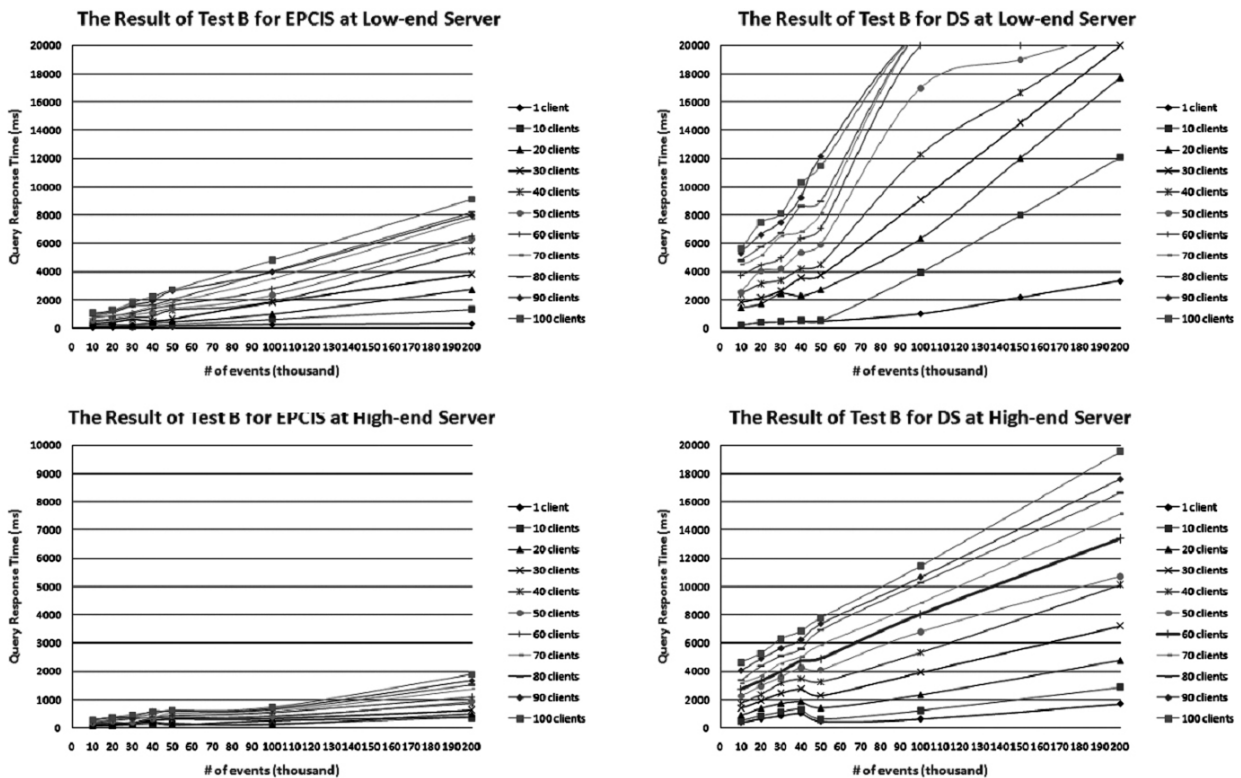 The Result of Test B for EPCIS at Low-end Server
20000
18000
16000
14000
12000
10000
8000
6000
4000
2000
0
Query Response Time (ms)
0 10 20 30 40 50 60 70 80 90 100 110 120 130 140 150 160 170 180 190 200
# of events (thousand)
1 client
10 clients
20 clients
30 clients
40 clients
50 clients
60 clients
70 clients
80 clients
90 clients
100 clients
The Result of Test B for DS at Low-end Server
20000
18000
16000
14000
12000
10000
8000
6000
4000
2000
0
Query Response Time (ms)
0 10 20 30 40 50 60 70 80 90 100 110 120 130 140 150 160 170 180 190 200
# of events (thousand)
1 client
10 clients
20 clients
30 clients
40 clients
50 clients
60 clients
70 clients
80 clients
90 clients
100 clients
The Result of Test B for EPCIS at High-end Server
10000
9000
8000
7000
6000
5000
4000
3000
2000
1000
0
Query Response Time (ms)
0 10 20 30 40 50 60 70 80 90 100 110 120 130 140 150 160 170 180 190 200
# of events (thousand)
1 client
10 clients
20 clients
30 clients
40 clients
50 clients
60 clients
70 clients
80 clients
90 clients
100 clients
The Result of Test B for DS at High-end Server
20000
18000
16000
14000
12000
10000
8000
6000
4000
2000
0
Query Response Time (ms)
0 10 20 30 40 50 60 70 80 90 100 110 120 130 140 150 160 170 180 190 200
# of events (thousand)
1 client
10 clients
20 clients
30 clients
40 clients
50 clients
60 clients
70 clients
80 clients
90 clients
100 clients